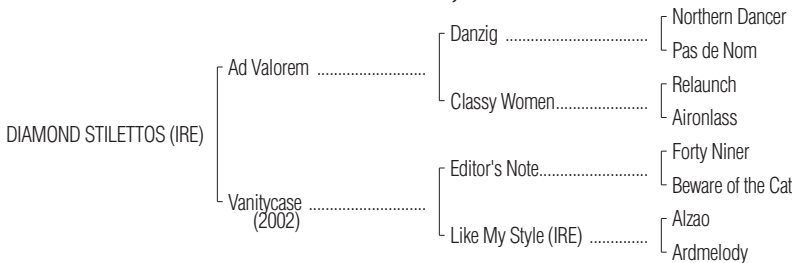 Northern Dancer
Danzig ..................................
Pas de Nom
Ad Valorem ..........................
Relaunch
Classy Women......................
Aironlass
DIAMOND STILETTOS (IRE)
Forty Niner
Editor's Note..........................
Beware of the Cat
Vanitycase ............................
(2002)
Alzao
Like My Style (IRE) ..............
Ardmelody